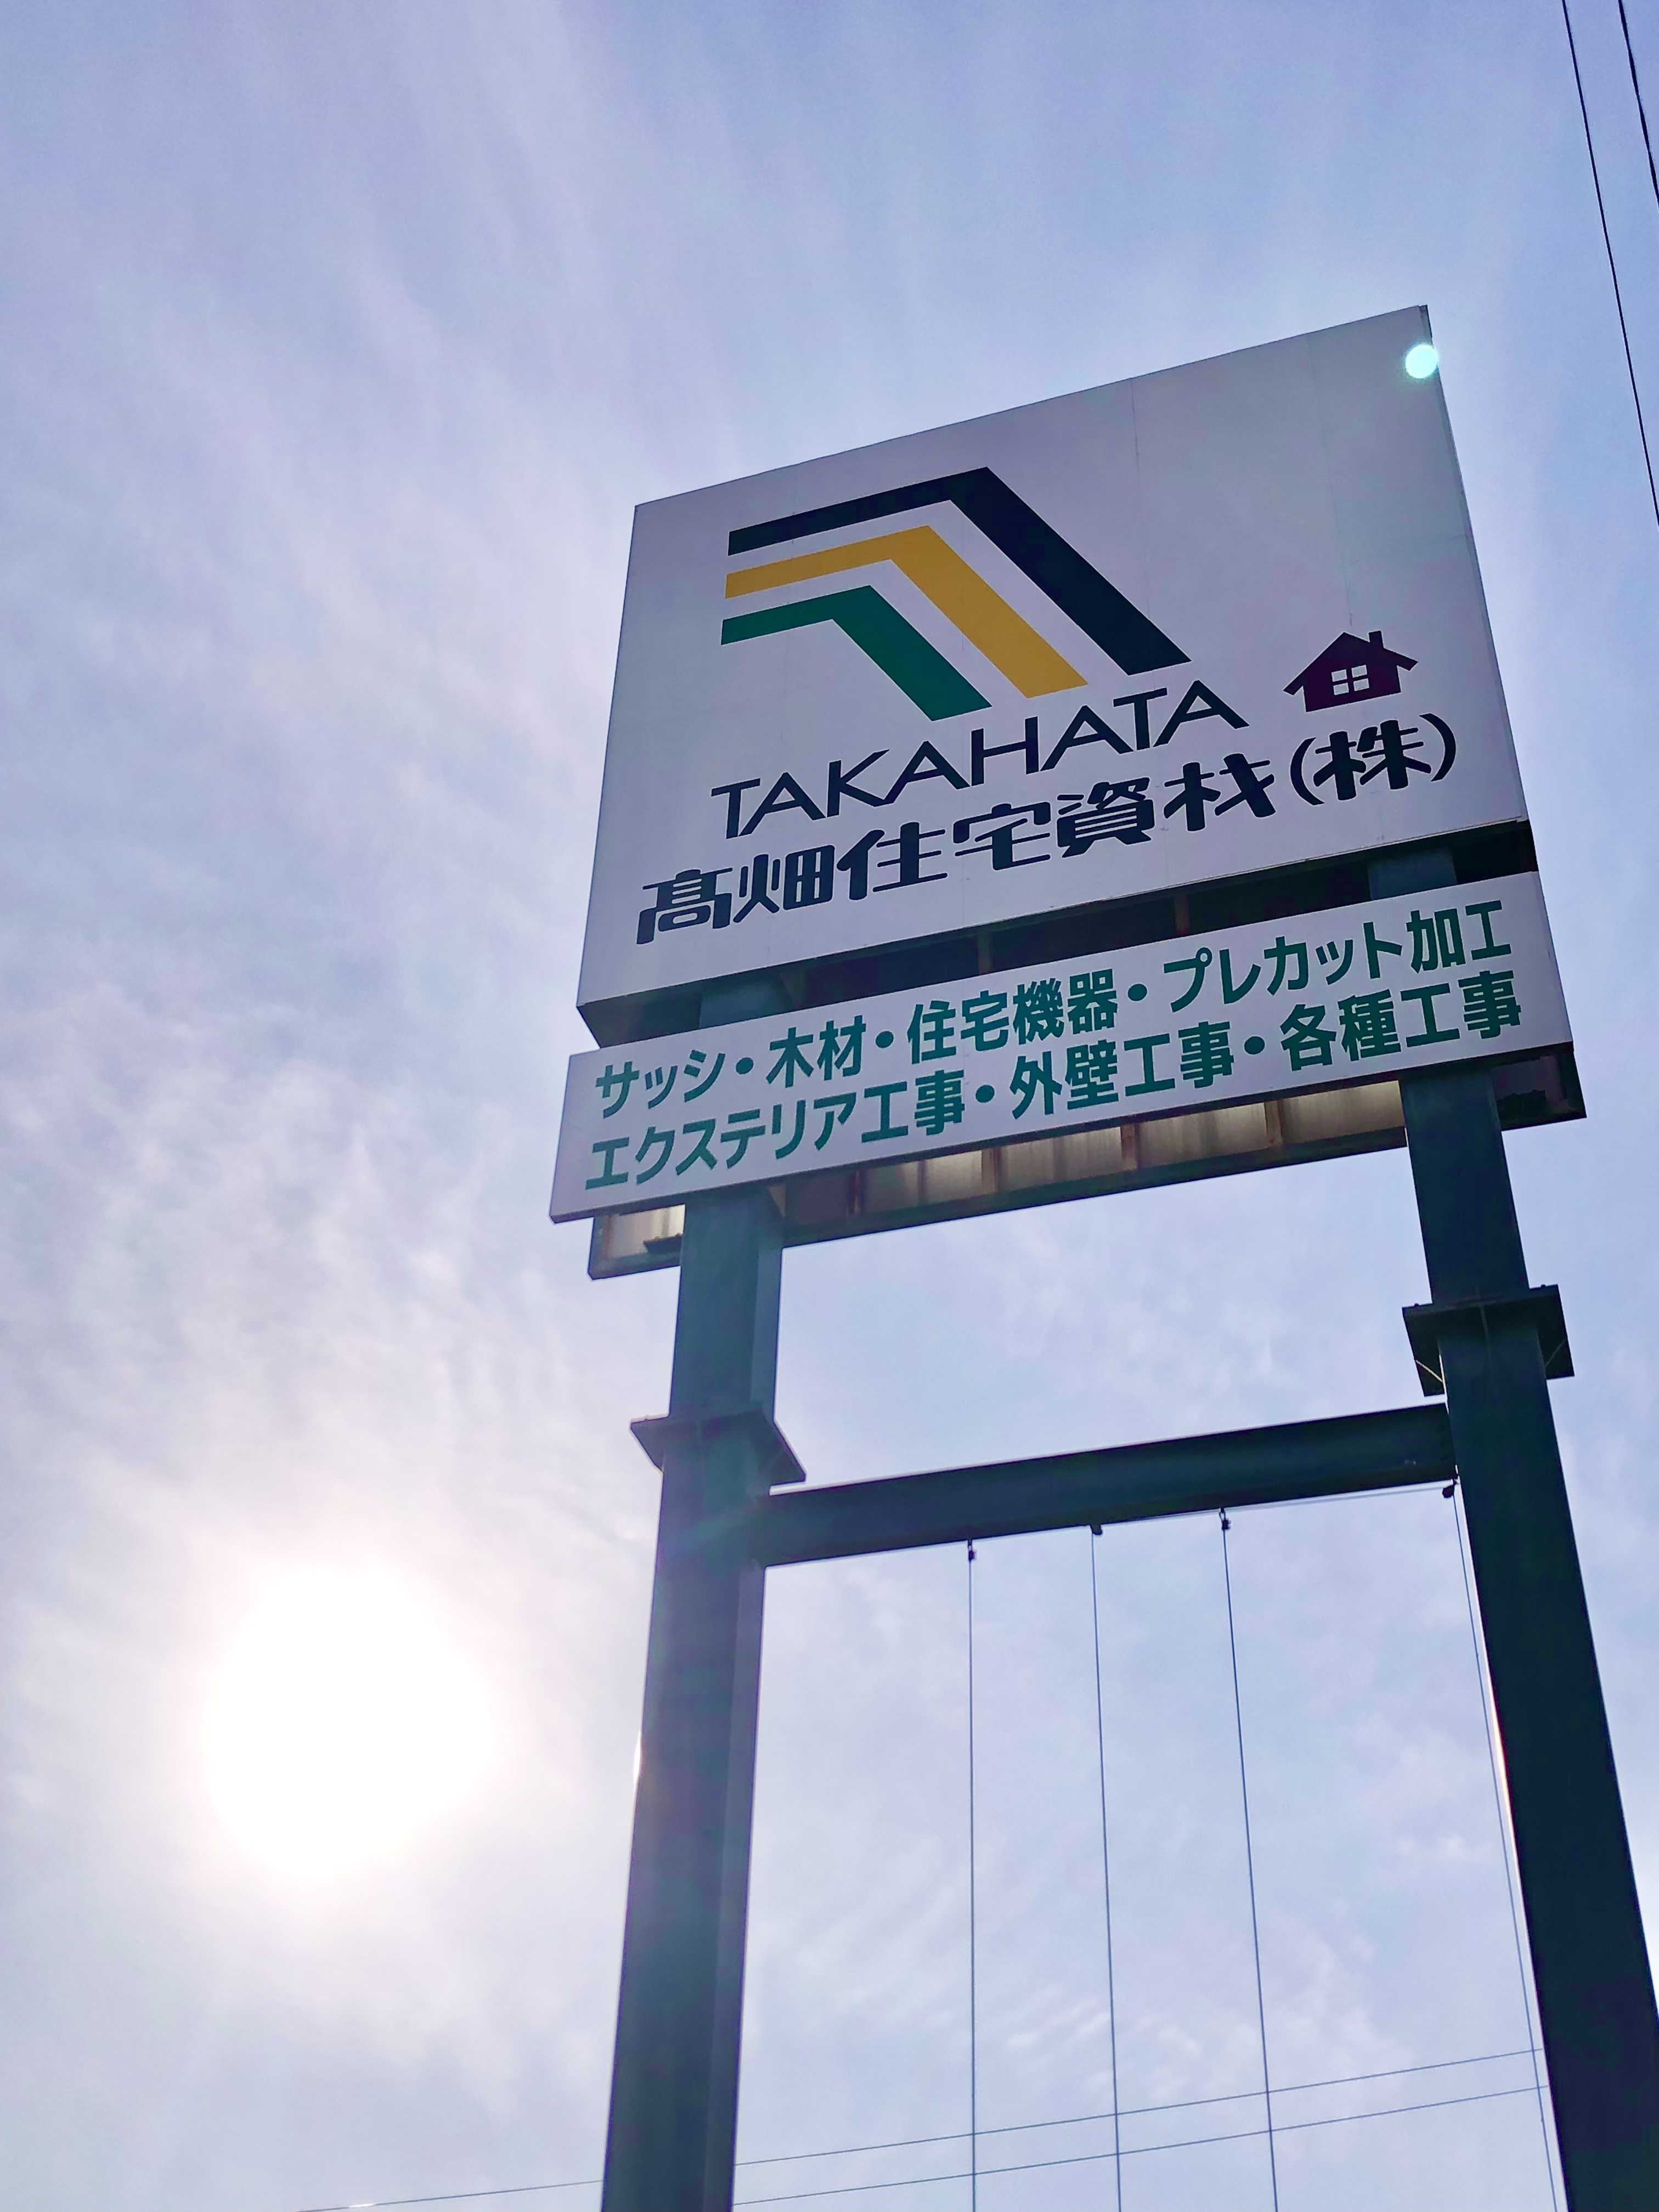 TAKAHATA
髙畑住宅資材(株)
サッシ・木材・住宅機器・プレカット加工
エクステリア工事・外壁工事・各種工事